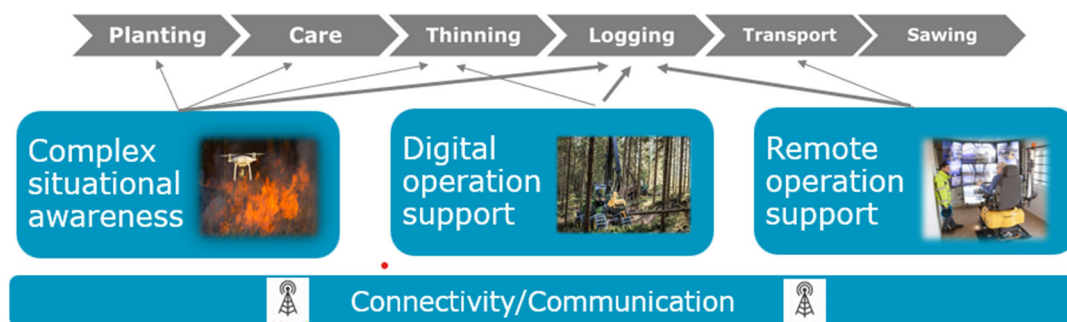 Planting
Care
Thinning
Logging
Transport
Sawing
Complex
situational
awareness
Digital
operation
support
Remote
operation
support
Connectivity/Communication